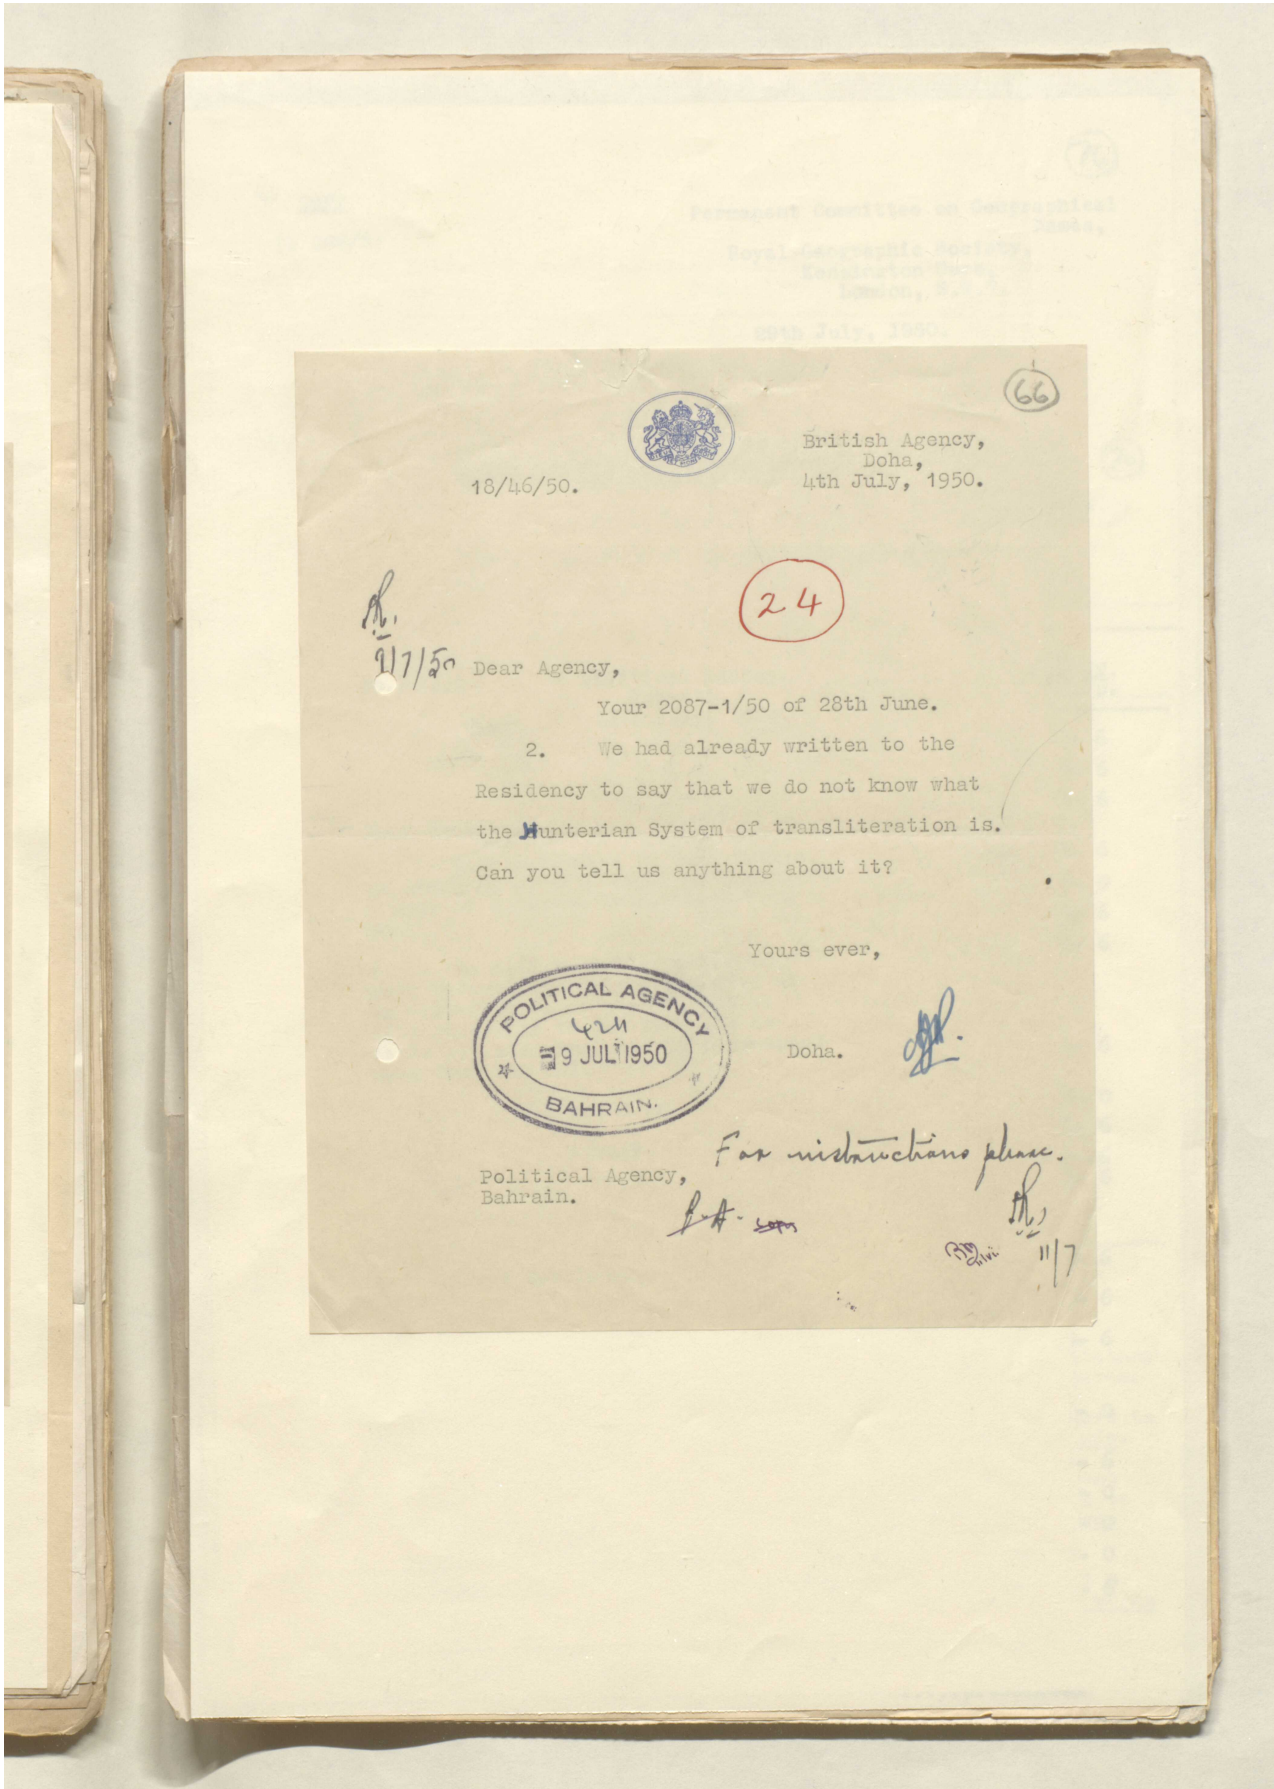 66
British Agency,
Doha,
4th July, 1950.
18/46/50.
24
9/7/50
Dear Agency,
Your 2087-1/50 of 28th June.
2. We had already written to the
Residency to say that we do not know what
the Hunterian System of transliteration is.
Can you tell us anything about it?
Yours ever,
POLITICAL AGENCY
9 JUL 1950
BAHRAIN.
Doha.
For instructions please.
Political Agency,
Bahrain.
11/7